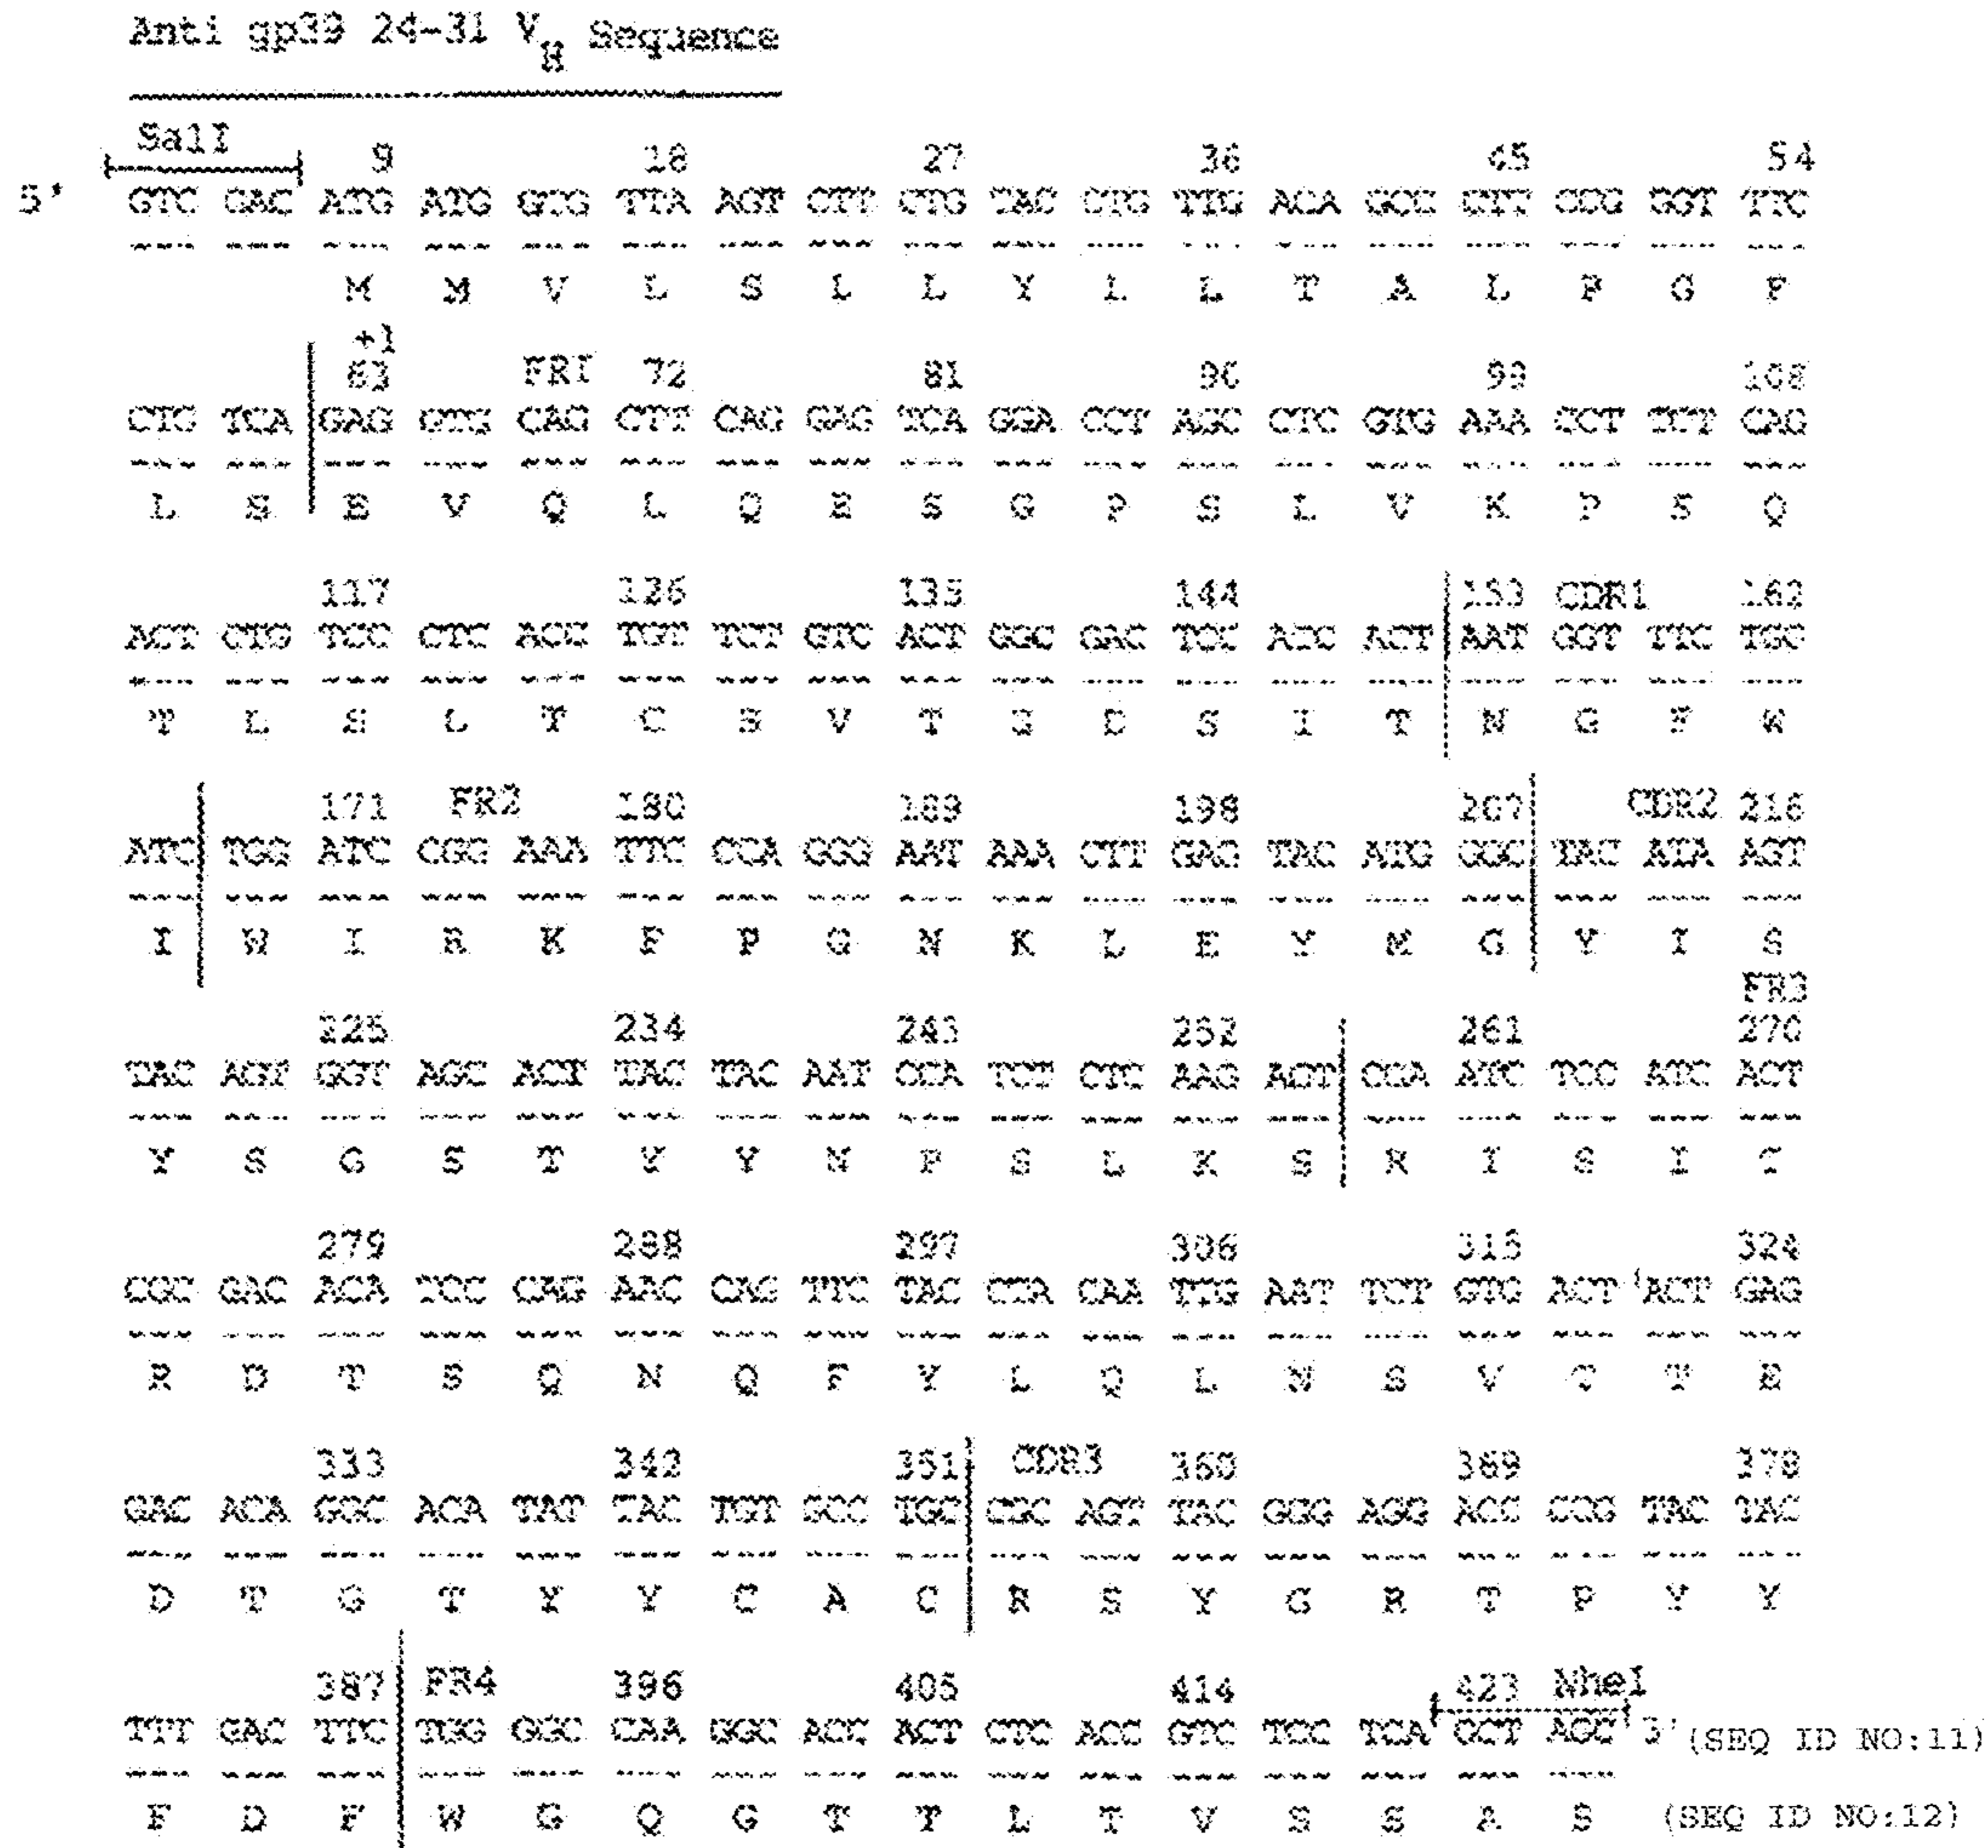 Anti gp39 24-31 V H Sequence
SalI
9 18 27 36 45 54
5' GTC GAC ATG ATG GTG TTA AGT CTT CTG TAC CTG TTG ACA GCC CTT CCG GGT TTC
M M V L S L L Y L L T A L P G F
+1
63 FR1 72 81 90 99 108
CTG TCA GAG GTG CAG CTT CAG GAG TCA GGA CCT AGC CTC GTG AAA CCT TCT CAG
L S E V Q L Q E S G P S L V K P S Q
117 126 135 144 153 CDR1 162
ACT CTG TCC CTC ACC TGT TCT GTC ACT GGC GAC TCC ATC ACT AAT GGT TTC TGG
T L S L T C S V T G D S I T N G F W
171 FR2 180 189 198 207 CDR2 216
ATC TGG ATC CGG AAA TTC CCA GGG AAT AAA CTT GAG TAC ATG GGC TAC ATA AGT
I W I R K F P G N K L E Y M G Y I S
FR3
225 234 243 252 261 270
TAC AGT GGT AGC ACT TAC TAC AAT CCA TCT CTC AAG AGT CGA ATC TCC ATC ACT
Y S G S T Y Y N P S L K S R I S I T
279 288 297 306 315 324
CGC GAC ACA TCC CAG AAC CAG TTC TAC CTA CAA TTG AAT TCT GTG ACT ACT GAG
R D T S Q N Q F Y L Q L N S V T T E
333 342 351 CDR3 360 369 378
GAC ACA GGC ACA TAT TAC TGT GCC TGC CGC AGT TAC GGG AGG ACC CCG TAC TAC
D T G T Y Y C A C R S Y G R T P Y Y
387 FR4 396 405 414 423 NheI
TTT GAC TTC TGG GGC CAA GGC ACC ACT CTC ACC GTC TCC TCA GCT AGC 3' (SEQ ID NO:11)
F D F W G Q G T T L T V S S A S (SEQ ID NO:12)